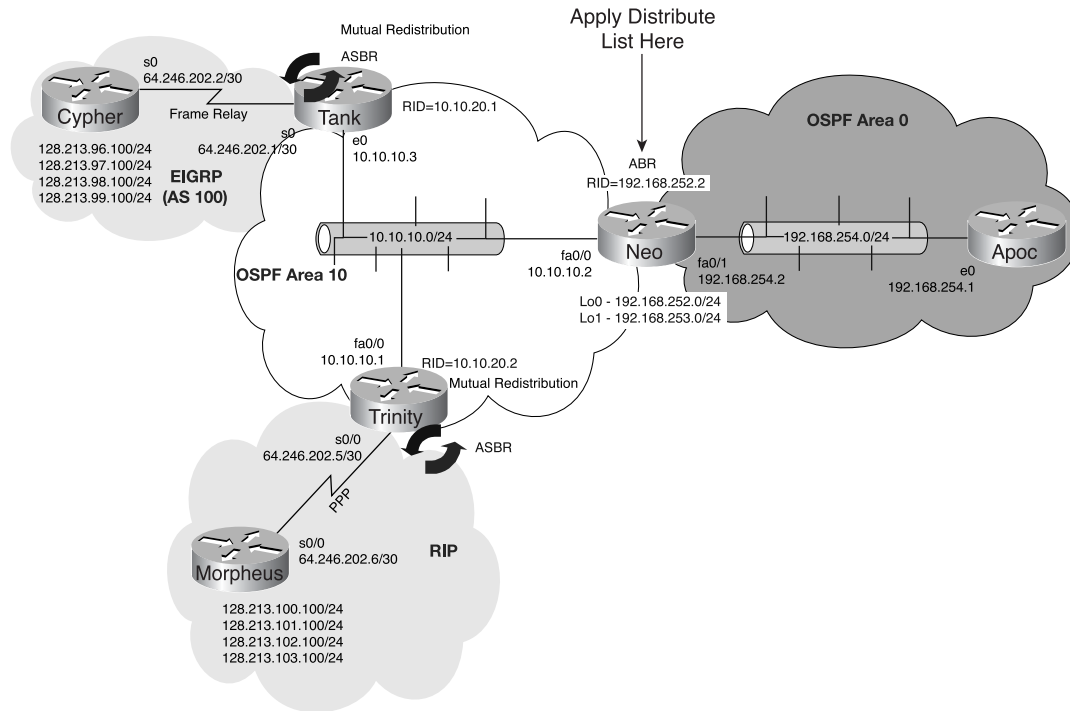 Apply Distribute
List Here
Mutual Redistribution
ASBR
s0
64.246.202.2/30
RID=10.10.20.1
Cypher
Frame Relay
Tank
s0
64.246.202.1/30
e0
10.10.10.3
128.213.96.100/24
128.213.97.100/24
128.213.98.100/24
128.213.99.100/24
EIGRP
(AS 100)
OSPF Area 0
ABR
RID=192.168.252.2
10.10.10.0/24
Neo
192.168.254.0/24
Apoc
fa0/0
10.10.10.2
fa0/1
192.168.254.2
e0
192.168.254.1
OSPF Area 10
Lo0 - 192.168.252.0/24
Lo1 - 192.168.253.0/24
fa0/0
10.10.10.1
RID=10.10.20.2
Mutual Redistribution
Trinity
s0/0
64.246.202.5/30
ASBR
PPP
s0/0
64.246.202.6/30
RIP
Morpheus
128.213.100.100/24
128.213.101.100/24
128.213.102.100/24
128.213.103.100/24